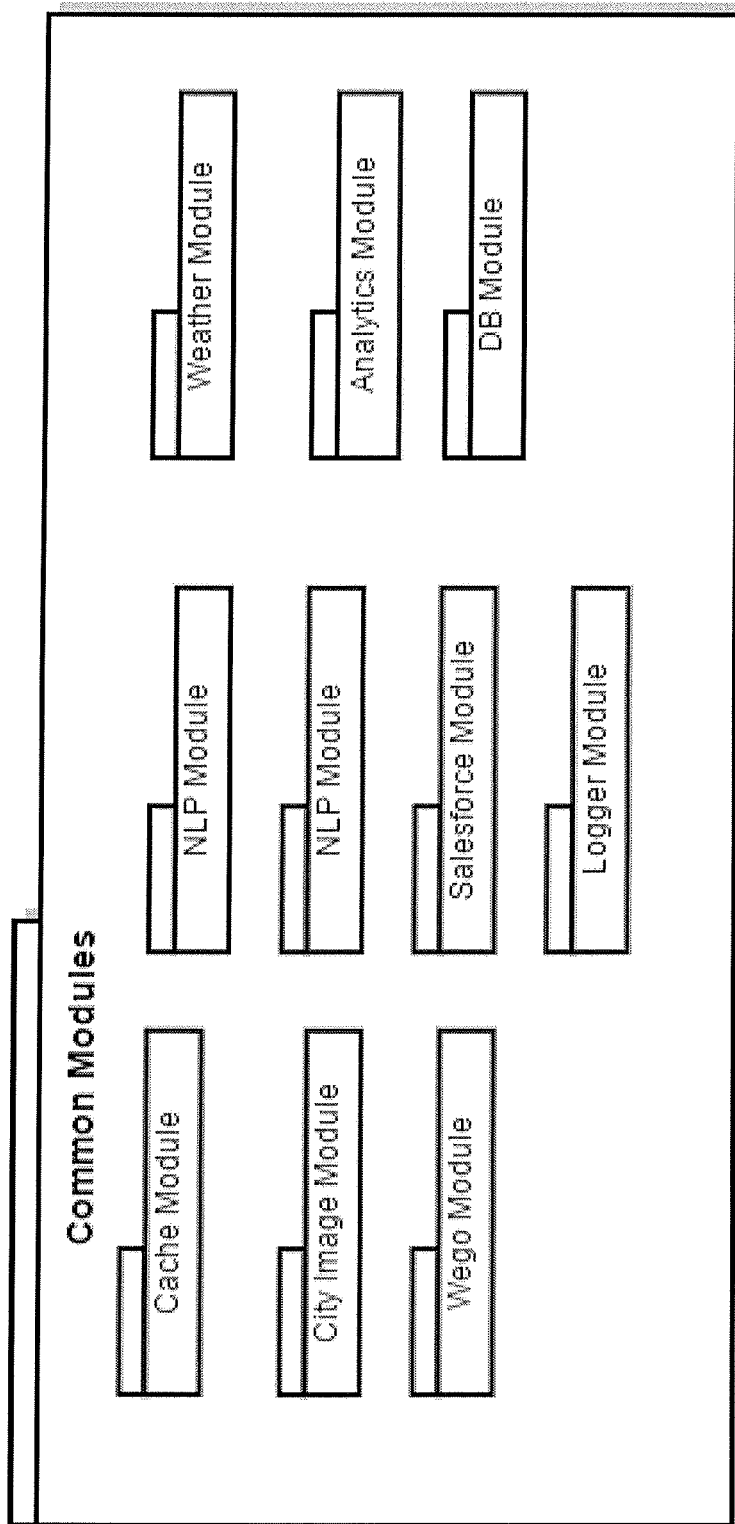 Common Modules
Cache Module
City Image Module
Wego Module
NLP Module
NLP Module
Salesforce Module
Logger Module
Weather Module
Analytics Module
DB Module